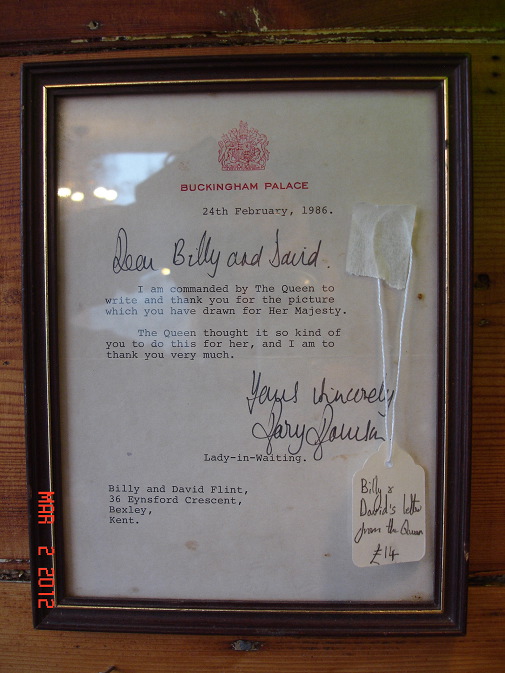 BUCKINGHAM PALACE
24th February, 1986.
Dear Billy and David.
I am commanded by The Queen to
write and thank you for the picture
which you have drawn for Her Majesty.
The Queen thought it so kind of
you to do this for her, and I am to
thank you very much.
Yours sincerely
Lady-in-Waiting.
Billy and David Flint,
36 Eynsford Crescent,
Bexley,
Kent.
Billy &
David's letter
from the Queen
£14
MAR 2 2012